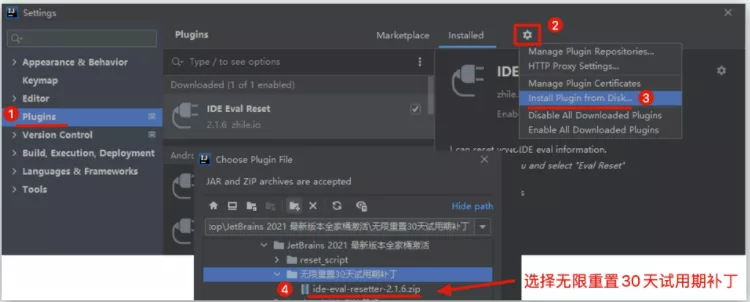 Settings
Plugins
Marketplace
Installed
2
Appearance & Behavior
Keymap
Editor
1 Plugins
Version Control
Build, Execution, Deployment
Languages & Frameworks
Tools
Type / to see options
Downloaded (1 of 1 enabled)
IDE Eval Reset
2.1.6 zhile.io
Manage Plugin Repositories...
HTTP Proxy Settings...
Manage Plugin Certificates
Install Plugin from Disk... 3
Disable All Downloaded Plugins
Enable All Downloaded Plugins
IDE
zhile
Enab
I can reset your IDE eval information.
ou and select "Eval Reset"
Andro
Choose Plugin File
JAR and ZIP archives are accepted
Hide path
top\JetBrains 2021 最新版本全家桶激活\无限重置30天试用期补丁
JetBrains 2021 最新版本全家桶激活
reset_script
无限重置30天试用期补丁
4 ide-eval-resetter-2.1.6.zip
选择无限重置30天试用期补丁